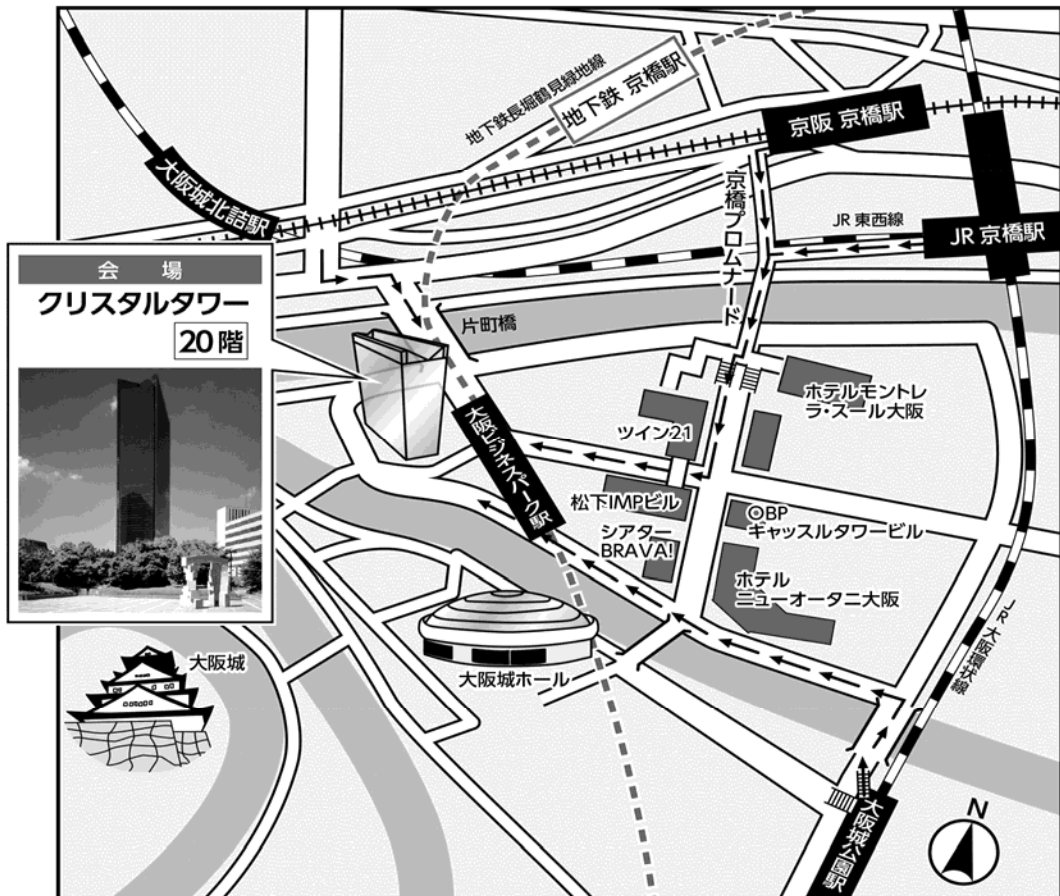 地下鉄長堀鶴見緑地線
地下鉄 京橋駅
京阪 京橋駅
大阪城北詰駅
京橋プロムナード
JR 東西線
JR 京橋駅
会 場
クリスタルタワー
20階
片町橋
ホテルモントレ
ラ・スール大阪
ツイン21
大阪ビジネスパーク駅
松下IMPビル
OBP
キャッスルタワービル
シアター
BRAVA!
ホテル
ニューオータニ大阪
JR 大阪環状線
大阪城
大阪城ホール
大阪城公園駅
N